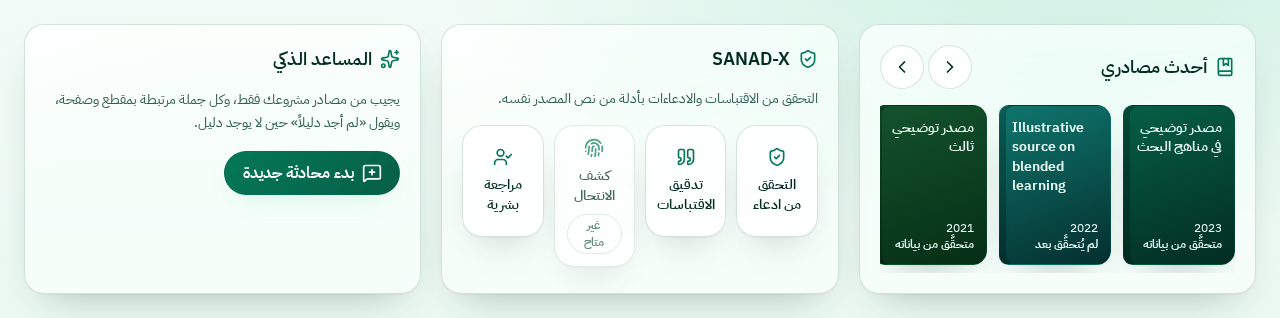 أحدث مصادري
مصدر توضيحي
في مناهج البحث
2023
متحقَّق من بياناته
Illustrative
source on
blended
learning
2022
لم يُتحقَّق بعد
مصدر توضيحي
ثالث
2021
متحقَّق من بياناته
SANAD-X
التحقق من الاقتباسات والادعاءات بأدلة من نص المصدر نفسه.
التحقق
من ادعاء
تدقيق
الاقتباسات
كشف
الانتحال
غير
متاح
مراجعة
بشرية
المساعد الذكي
يجيب من مصادر مشروعك فقط، وكل جملة مرتبطة بمقطع وصفحة،
ويقول «لم أجد دليلاً» حين لا يوجد دليل.
بدء محادثة جديدة